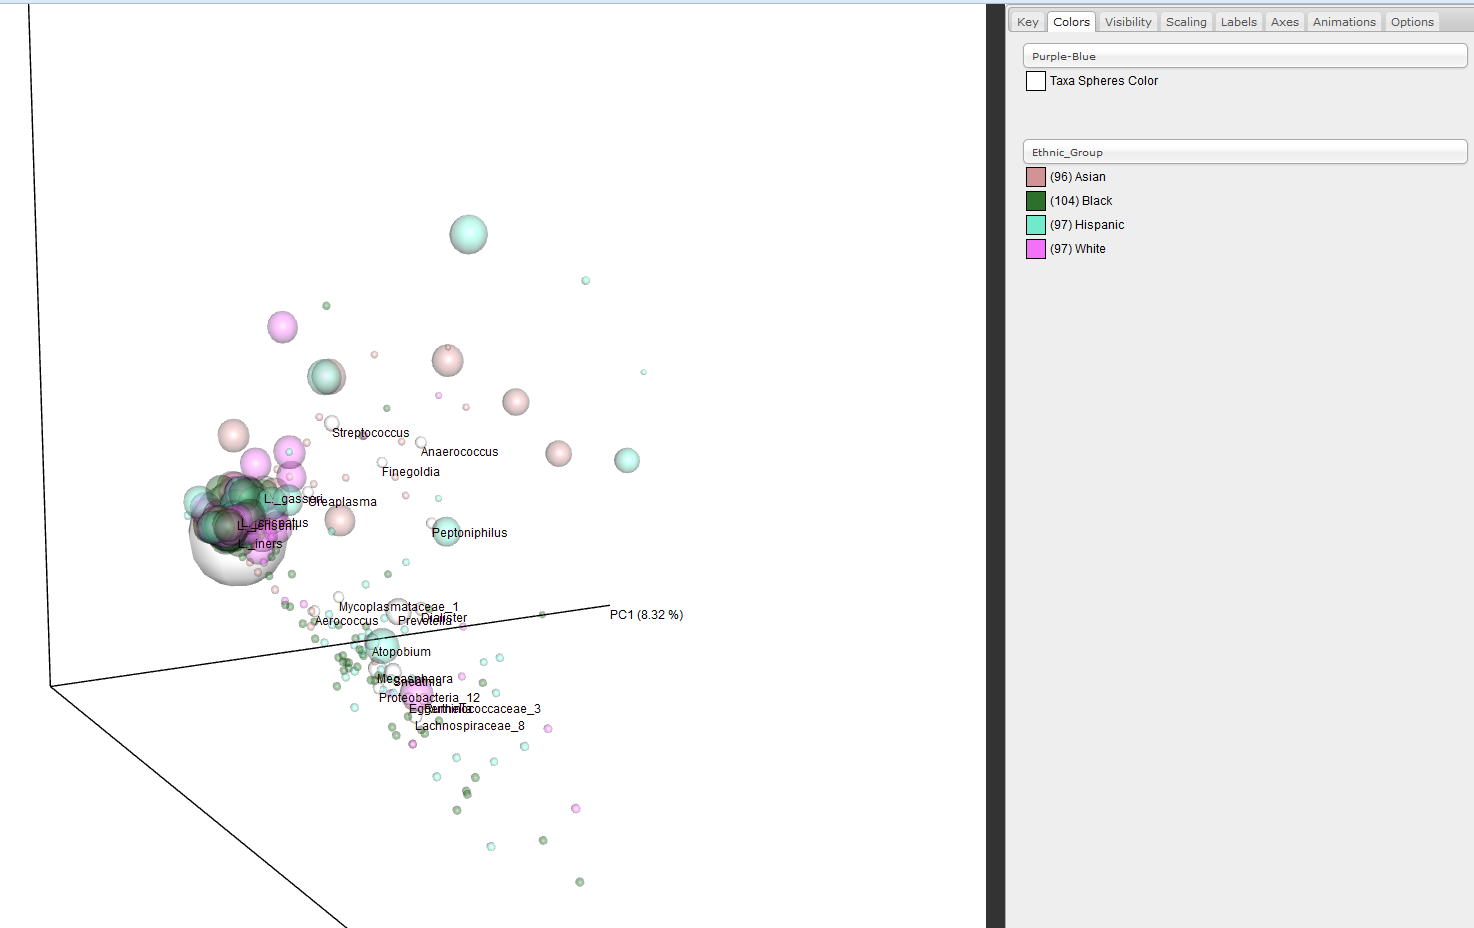 Key Colors Visibility Scaling Labels Axes Animations Options
Purple-Blue
Taxa Spheres Color
Ethnic_Group
(96) Asian
(104) Black
(97) Hispanic
(97) White
Streptococcus
Anaerococcus
Finegoldia
L._gasseri
Ureaplasma
L._crispatus
L._jensenii
Peptoniphilus
L._iners
Mycoplasmataceae_1
Dialister
Aerococcus
Prevotella
PC1 (8.32 %)
Atopobium
Megasphaera
Sneathia
Proteobacteria_12
Eggerthella
Ruminococcaceae_3
Lachnospiraceae_8